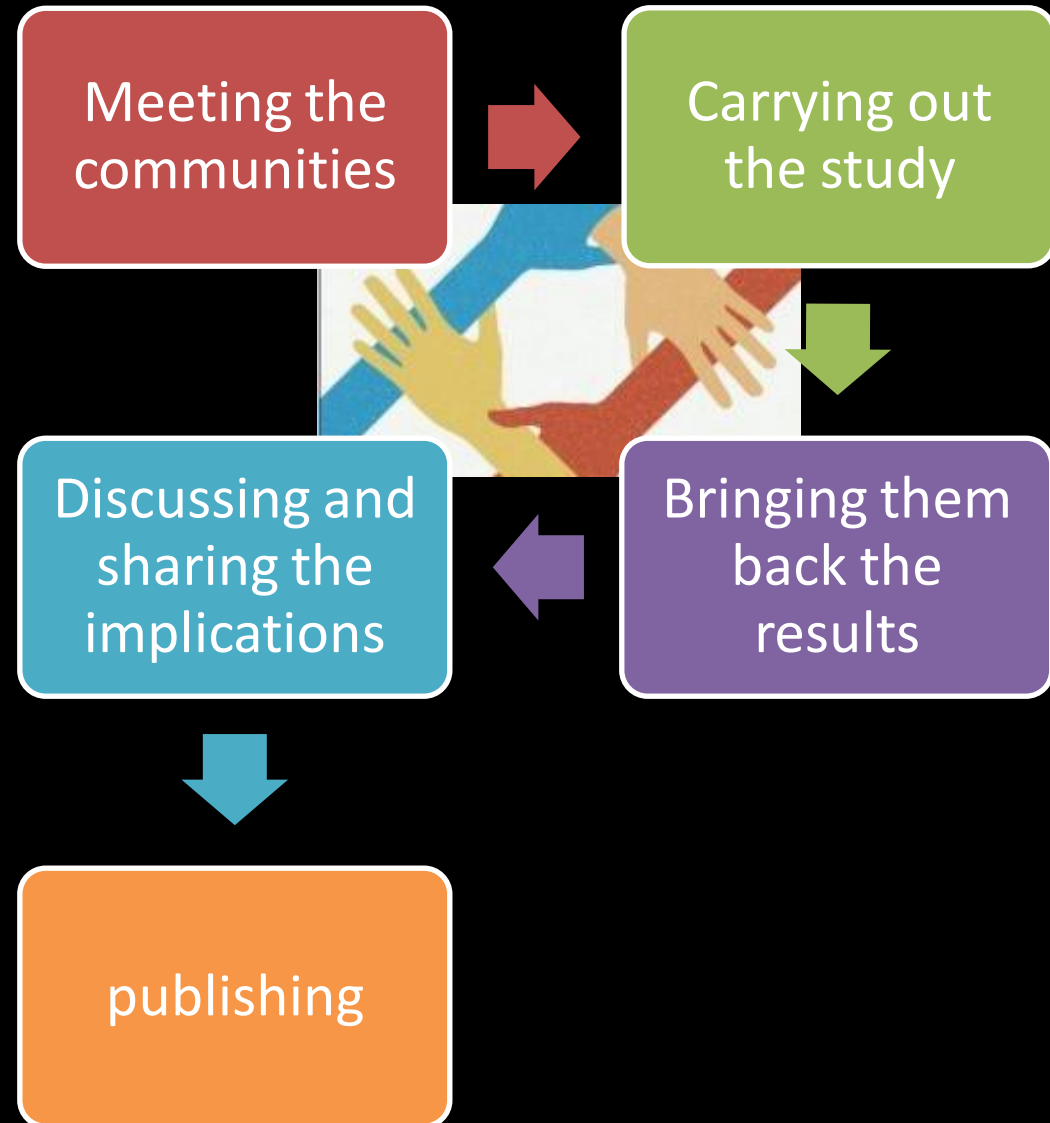 Meeting the
communities
Carrying out
the study
Bringing them
back the
results
Discussing and
sharing the
implications
publishing